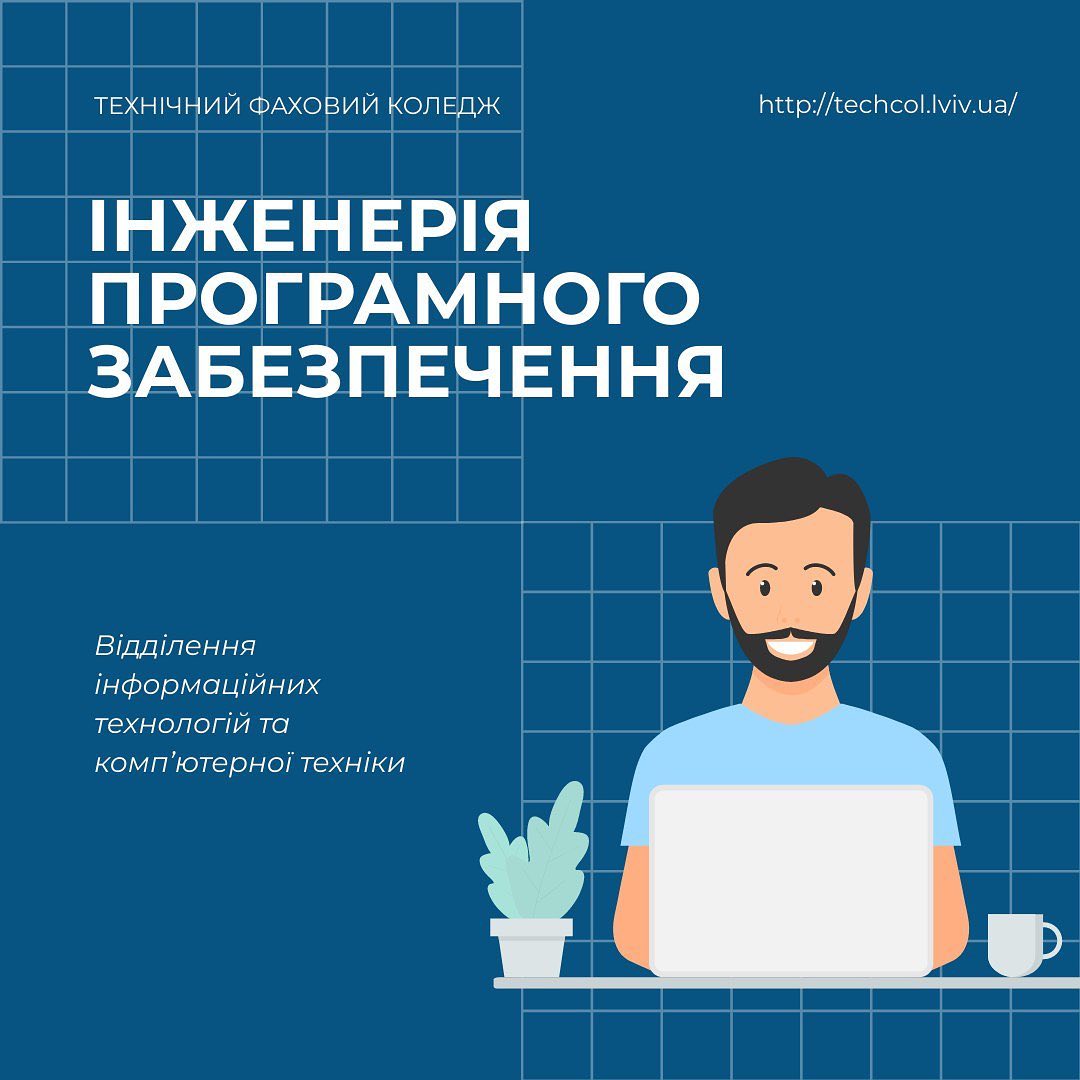 ТЕХНІЧНИЙ ФАХОВИЙ КОЛЕДЖ
http://techcol.lviv.ua/
ІНЖЕНЕРІЯ
ПРОГРАМНОГО
ЗАБЕЗПЕЧЕННЯ
Відділення
інформаційних
технологій та
комп’ютерної техніки